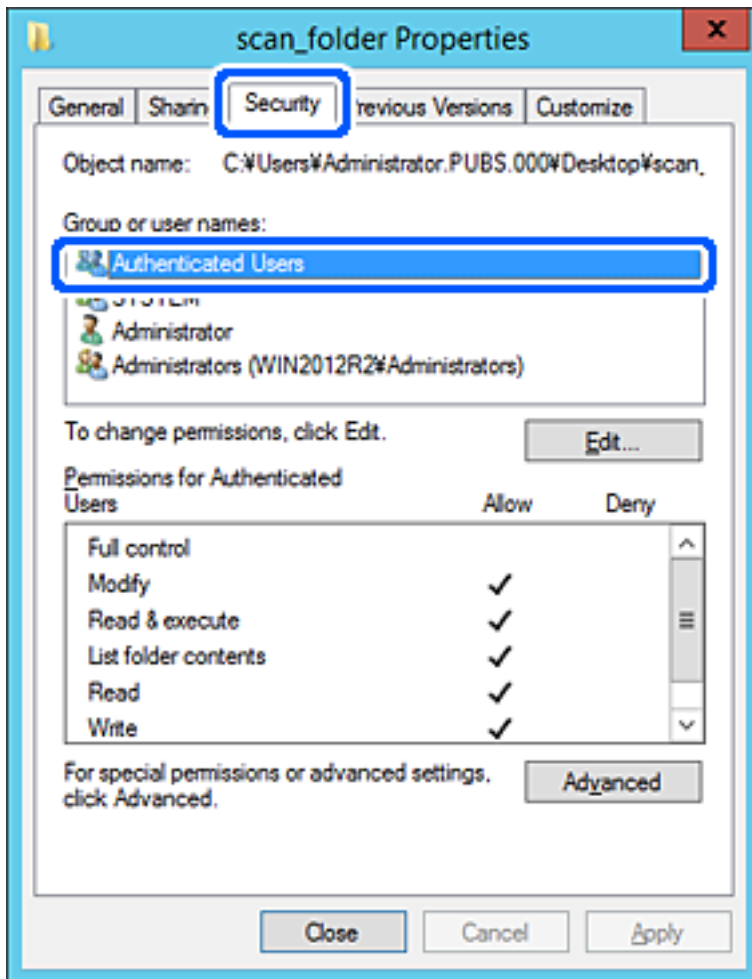 scan_folder Properties
x
General Security Previous Versions Customize
Object name: C:¥Users¥Administrator.PUBS.000¥Desktop¥scan_
Group or user names:
Authenticated Users
SYSTEM
Administrator
Administrators (WIN2012R2¥Administrators)
To change permissions, click Edit.
Edit...
Permissions for Authenticated
Users Allow Deny
Full control
Modify
Read & execute
List folder contents
Read
Write
For special permissions or advanced settings,
click Advanced.
Advanced
Close Cancel Apply